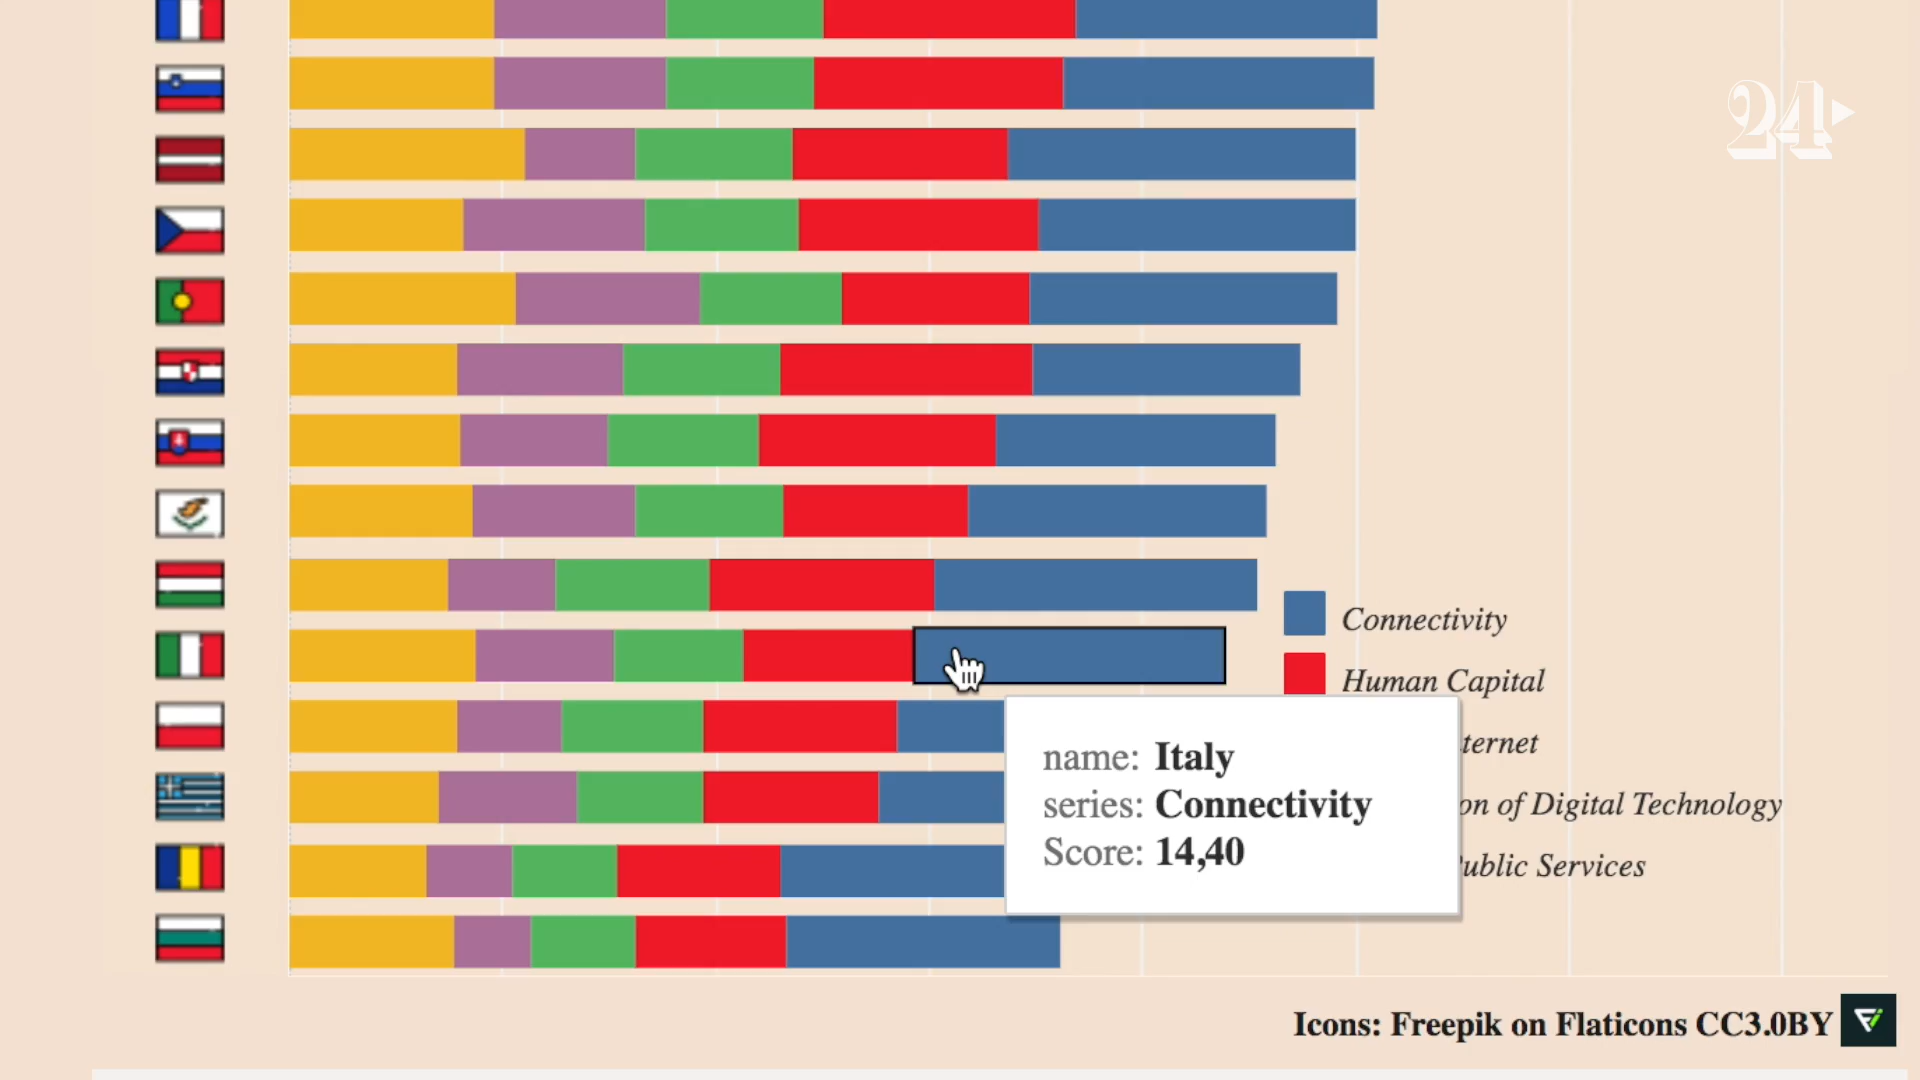 24
Connectivity
Human Capital
ternet
on of Digital Technology
ublic Services
name: Italy
series: Connectivity
Score: 14,40
Icons: Freepik on Flaticons CC3.0BY